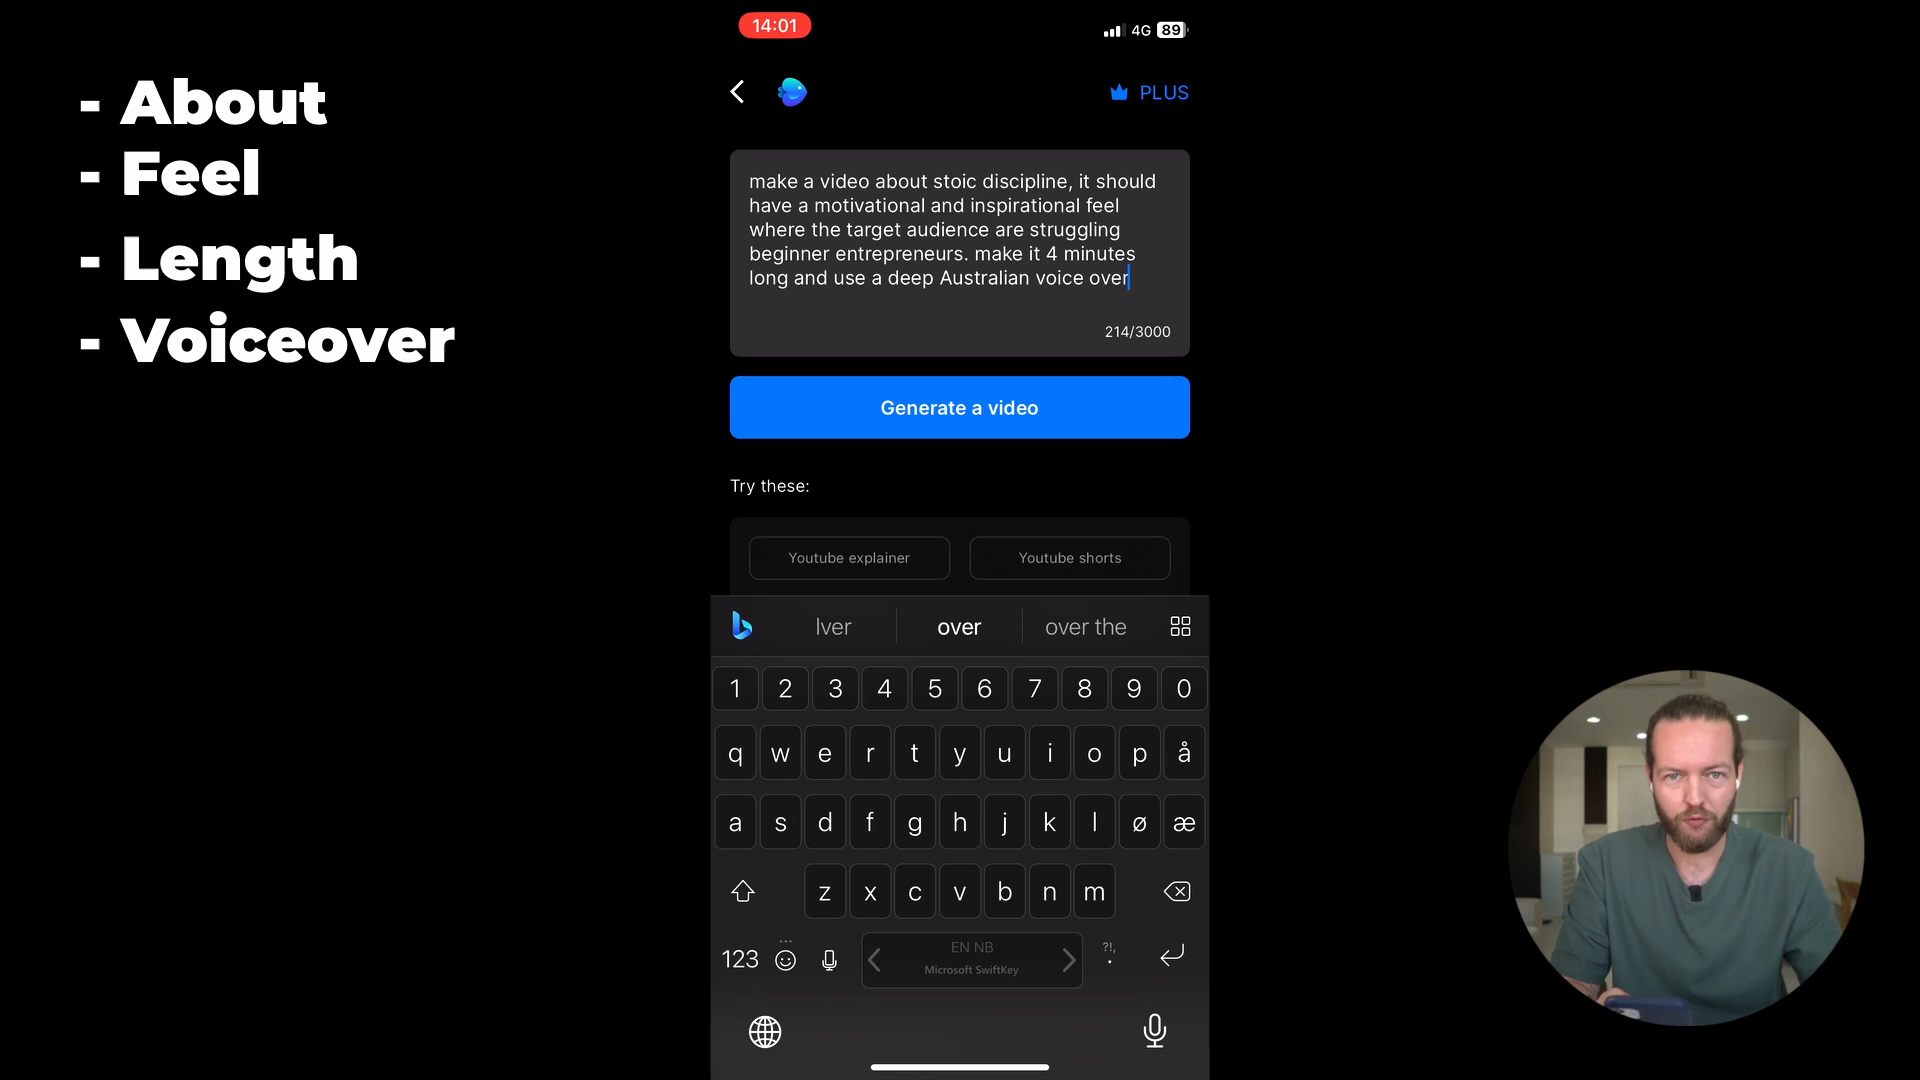 - About
- Feel
- Length
- Voiceover
14:01
4G 89
PLUS
make a video about stoic discipline, it should
have a motivational and inspirational feel
where the target audience are struggling
beginner entrepreneurs. make it 4 minutes
long and use a deep Australian voice over
214/3000
Generate a video
Try these:
Youtube explainer
Youtube shorts
lver
over
over the
1 2 3 4 5 6 7 8 9 0
q w e r t y u i o p å
a s d f g h j k l ø æ
z x c v b n m
123
EN NB
Microsoft SwiftKey
?!,
.